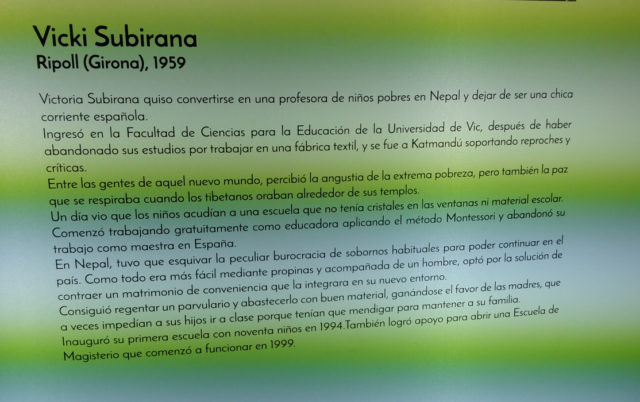 Vicki Subirana
Ripoll (Girona), 1959
Victoria Subirana quiso convertirse en una profesora de niños pobres en Nepal y dejar de ser una chica
corriente española.
Ingresó en la Facultad de Ciencias para la Educación de la Universidad de Vic, después de haber
abandonado sus estudios por trabajar en una fábrica textil, y se fue a Katmandú soportando reproches y
críticas.
Entre las gentes de aquel nuevo mundo, percibió la angustia de la extrema pobreza, pero también la paz
que se respiraba cuando los tibetanos oraban alrededor de sus templos.
Un día vio que los niños acudían a una escuela que no tenía cristales en las ventanas ni material escolar.
Comenzó trabajando gratuitamente como educadora aplicando el método Montessori y abandonó su
trabajo como maestra en España.
En Nepal, tuvo que esquivar la peculiar burocracia de sobornos habituales para poder continuar en el
país. Como todo era más fácil mediante propinas y acompañada de un hombre, optó por la solución de
contraer un matrimonio de conveniencia que la integrara en su nuevo entorno.
Consiguió regentar un parvulario y abastecerlo con buen material, ganándose el favor de las madres, que
a veces impedían a sus hijos ir a clase porque tenían que mendigar para mantener a su familia.
Inauguró su primera escuela con noventa niños en 1994.También logró apoyo para abrir una Escuela de
Magisterio que comenzó a funcionar en 1999.